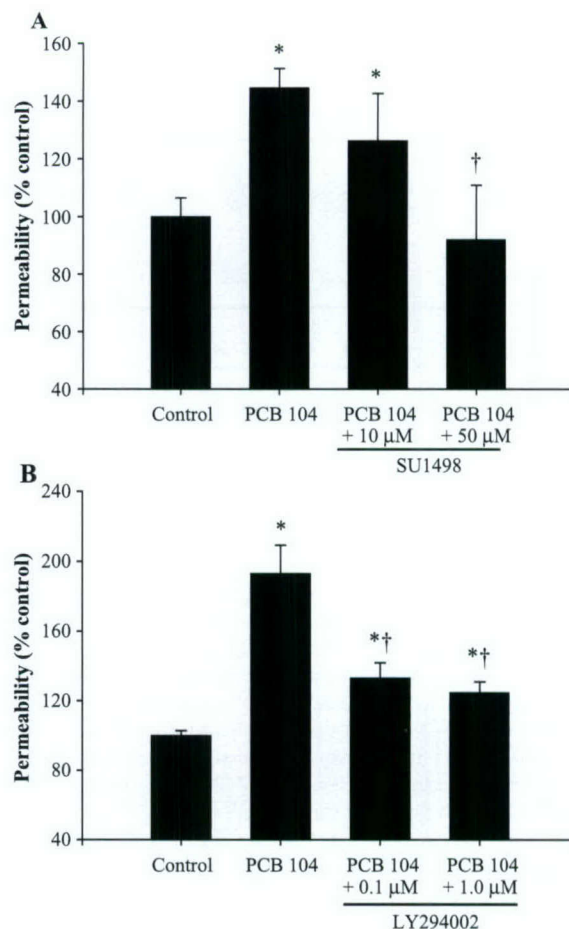 A
Permeability (% control)
160
140
120
100
80
60
40
*
*
†
Control
PCB 104
PCB 104
+ 10 µM
PCB 104
+ 50 µM
SU1498
B
Permeability (% control)
240
200
160
120
80
40
*
*†
*†
Control
PCB 104
PCB 104
+ 0.1 µM
PCB 104
+ 1.0 µM
LY294002